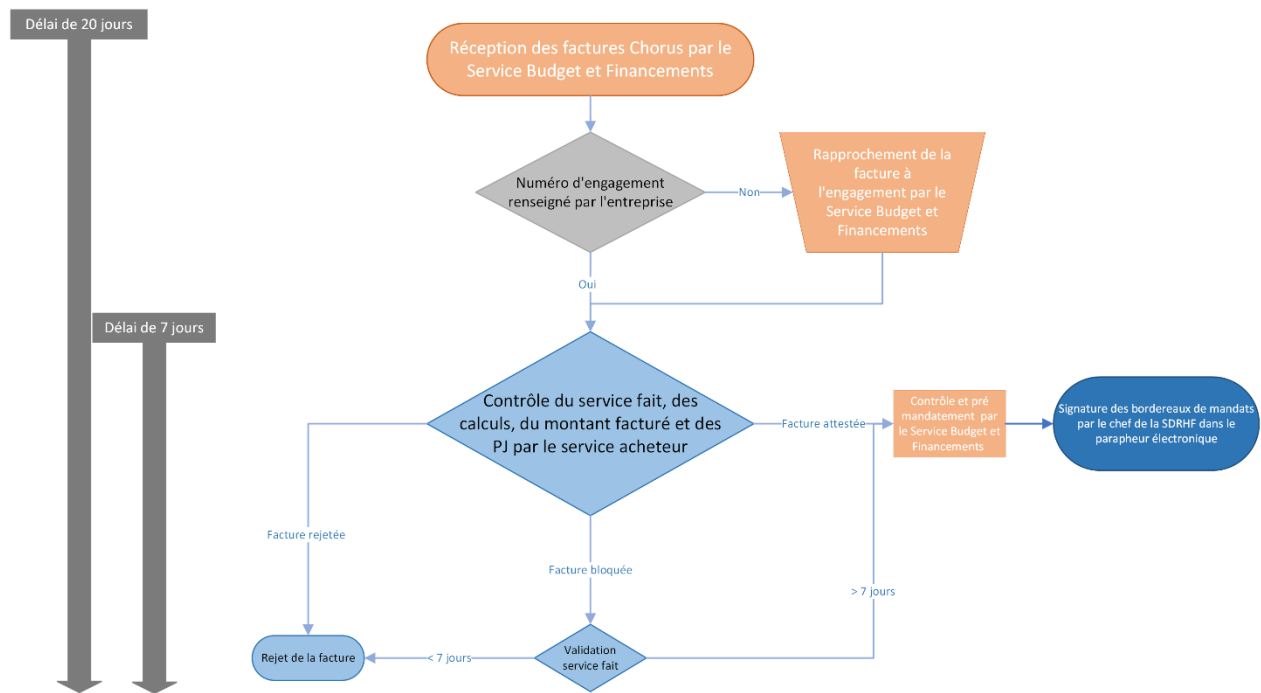 Délai de 20 jours
Réception des factures Chorus par le
Service Budget et Financements
Numéro d'engagement
renseigné par l'entreprise
Non
Rapprochement de la
facture à
l'engagement par le
Service Budget et
Financements
Oui
Délai de 7 jours
Contrôle du service fait, des
calculs, du montant facturé et des
PJ par le service acheteur
Facture attestée
Contrôle et pré
mandatement par
le Service Budget et
Financements
Signature des bordereaux de mandats
par le chef de la SDRHF dans le
parapheur électronique
Facture rejetée
Facture bloquée
> 7 jours
Rejet de la facture
< 7 jours
Validation
service fait